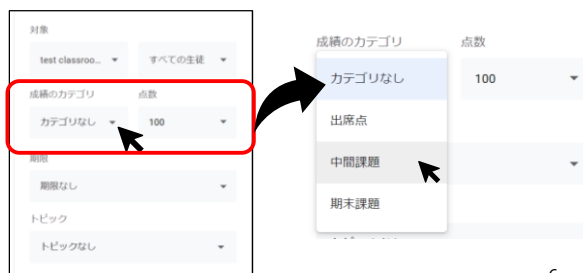 対象
test classroo... すべての生徒
成績のカテゴリ 点数
カテゴリなし 100
期限
期限なし
トピック
トピックなし
成績のカテゴリ 点数
カテゴリなし 100
出席点
中間課題
期末課題